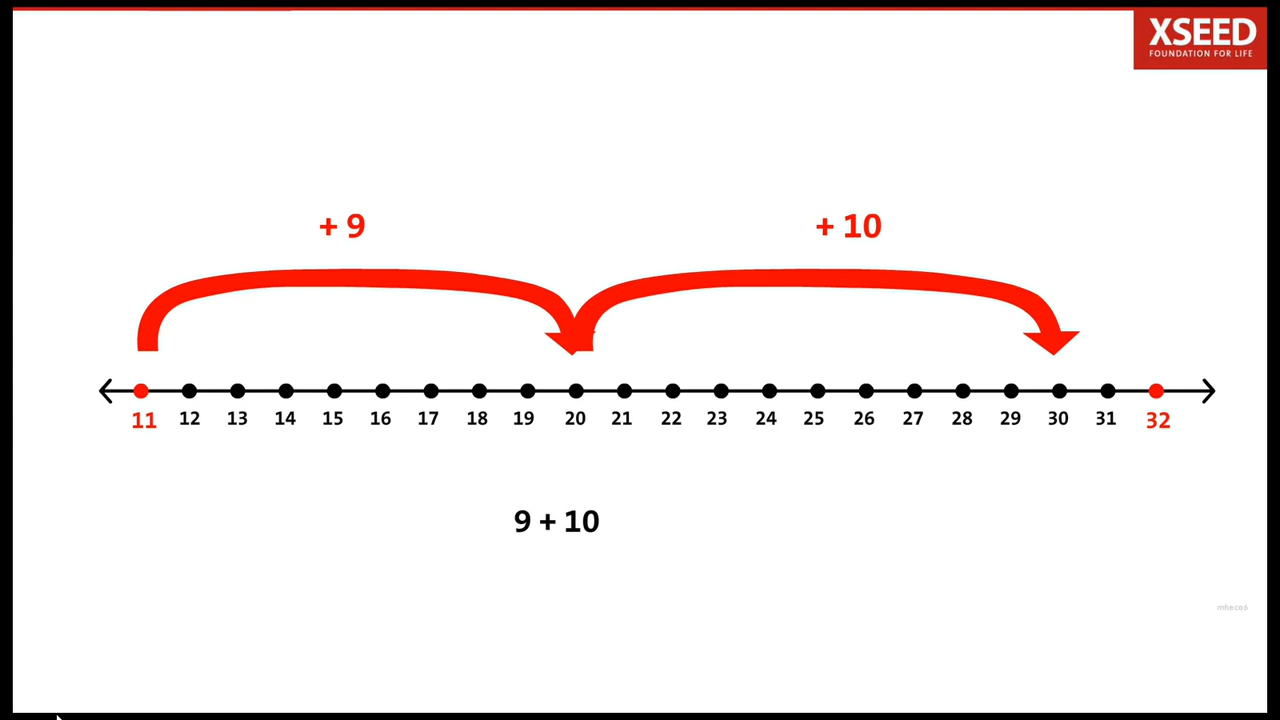 XSEED
FOUNDATION FOR LIFE
+ 9 + 10
11 12 13 14 15 16 17 18 19 20 21 22 23 24 25 26 27 28 29 30 31 32
9 + 10
mheco6